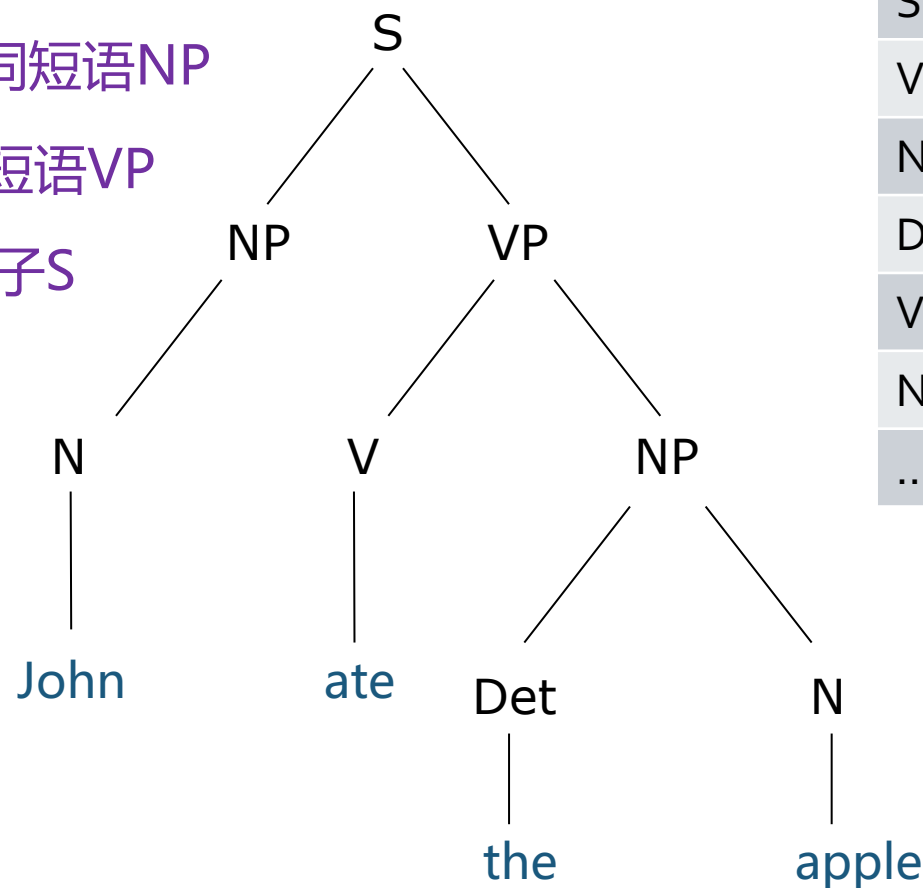 S
词短语NP
短语VP
子S
NP VP
N V NP
John ate Det N
the apple
S
V
N
D
V
N
..